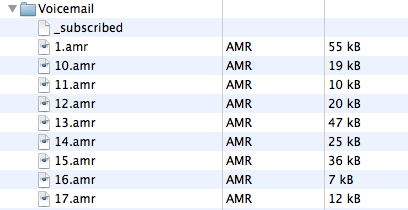 Voicemail
_subscribed
1.amr AMR 55 kB
10.amr AMR 19 kB
11.amr AMR 10 kB
12.amr AMR 20 kB
13.amr AMR 47 kB
14.amr AMR 25 kB
15.amr AMR 36 kB
16.amr AMR 7 kB
17.amr AMR 12 kB